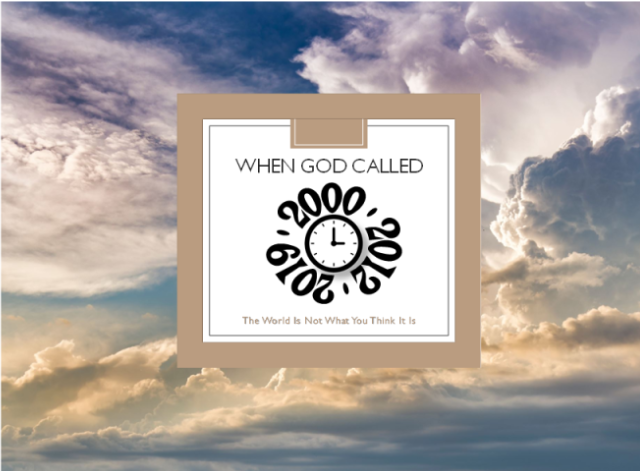 WHEN GOD CALLED
'2000'2012'2019
The World Is Not What You Think It Is